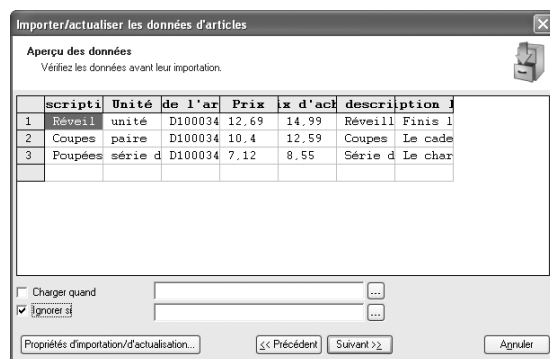 Importer/actualiser les données d'articles
Aperçu des données
Vérifiez les données avant leur importation.
scripti Unité de l'ar Prix ix d'ach descri iption l
1 Réveil unité D100034 12,69 14,99 Réveill Finis l
2 Coupes paire D100034 10,4 12,59 Coupes Le cade
3 Poupées série d D100034 7,12 8,55 Série d Le char
Charger quand ...
Ignorer si ...
Propriétés d'importation/d'actualisation... << Précédent Suivant >> Annuler